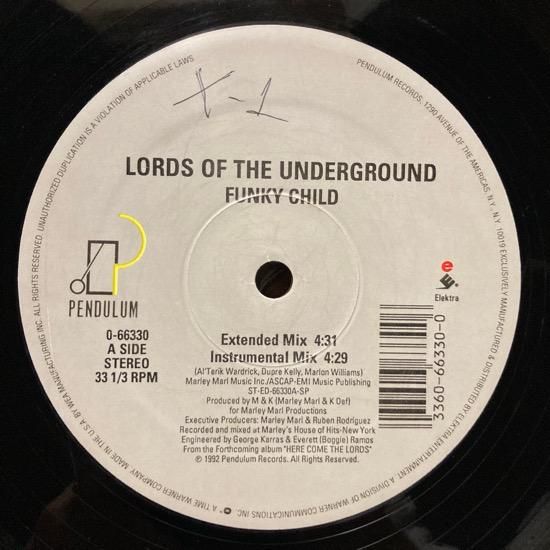 t-1
LORDS OF THE UNDERGROUND
FUNKY CHILD
PENDULUM
e
Elektra
0-66330
A SIDE
STEREO
33 1/3 RPM
Extended Mix 4:31
Instrumental Mix 4:29
(Al'Terik Wardrick, Dupre Kelly, Marlon Williams)
Marley Marl Music Inc./ASCAP-EMI Music Publishing
ST-ED-66330A-SP
Produced by M & K (Marley Marl & K Def)
for Marley Marl Productions
Executive Producers: Marley Marl & Ruben Rodriguez
Recorded and mixed at Marley's House of Hits-New York
Engineered by George Karras & Everett (Boggie) Ramos
From the Forthcoming album "HERE COME THE LORDS"
℗ 1992 Pendulum Records. All Rights Reserved.
3360-66330-0
PENDULUM RECORDS, 1290 AVENUE OF THE AMERICAS, N.Y., N.Y. 10019 EXCLUSIVELY MANUFACTURED & DISTRIBUTED BY ELEKTRA ENTERTAINMENT, A DIVISION OF WARNER COMMUNICATIONS INC. A TIME WARNER COMPANY. MADE IN THE U.S.A. BY WEA MANUFACTURING INC. ALL RIGHTS RESERVED. UNAUTHORIZED DUPLICATION IS A VIOLATION OF APPLICABLE LAWS